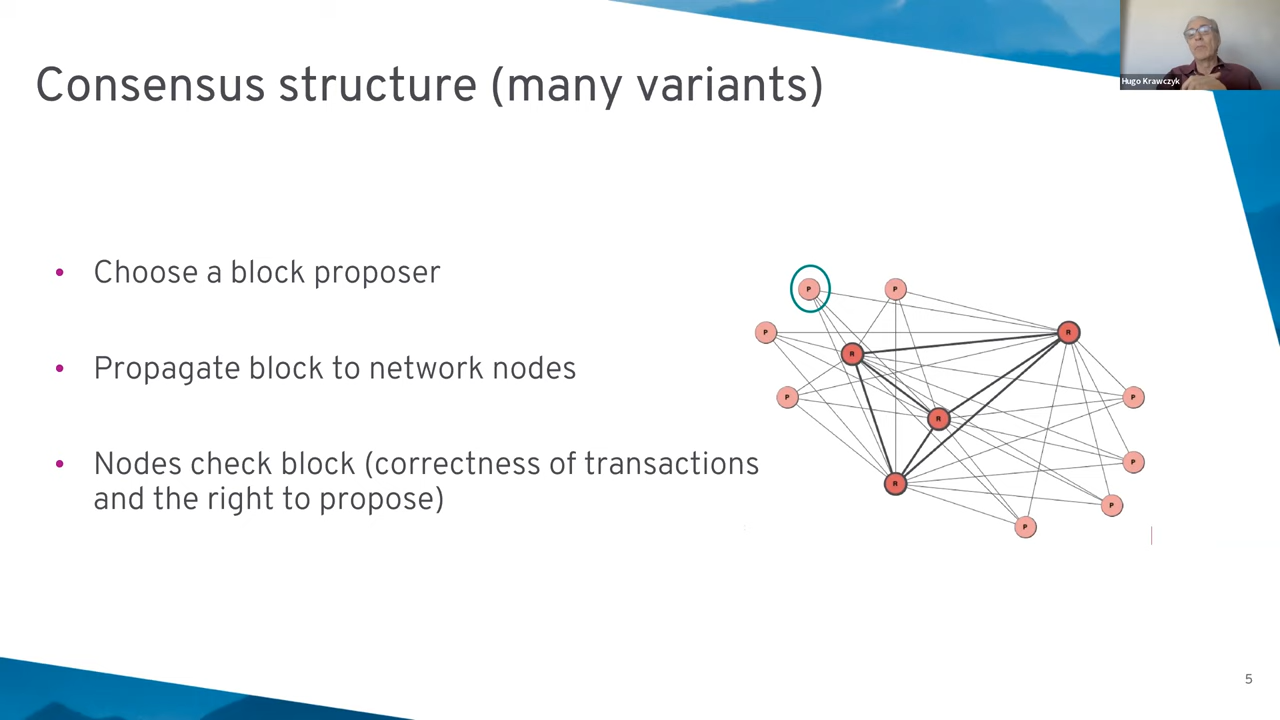 Consensus structure (many variants)
Hugo Krawczyk
• Choose a block proposer
• Propagate block to network nodes
• Nodes check block (correctness of transactions
and the right to propose)
P
P
P
R
R
P
P
R
P
R
P
P
5